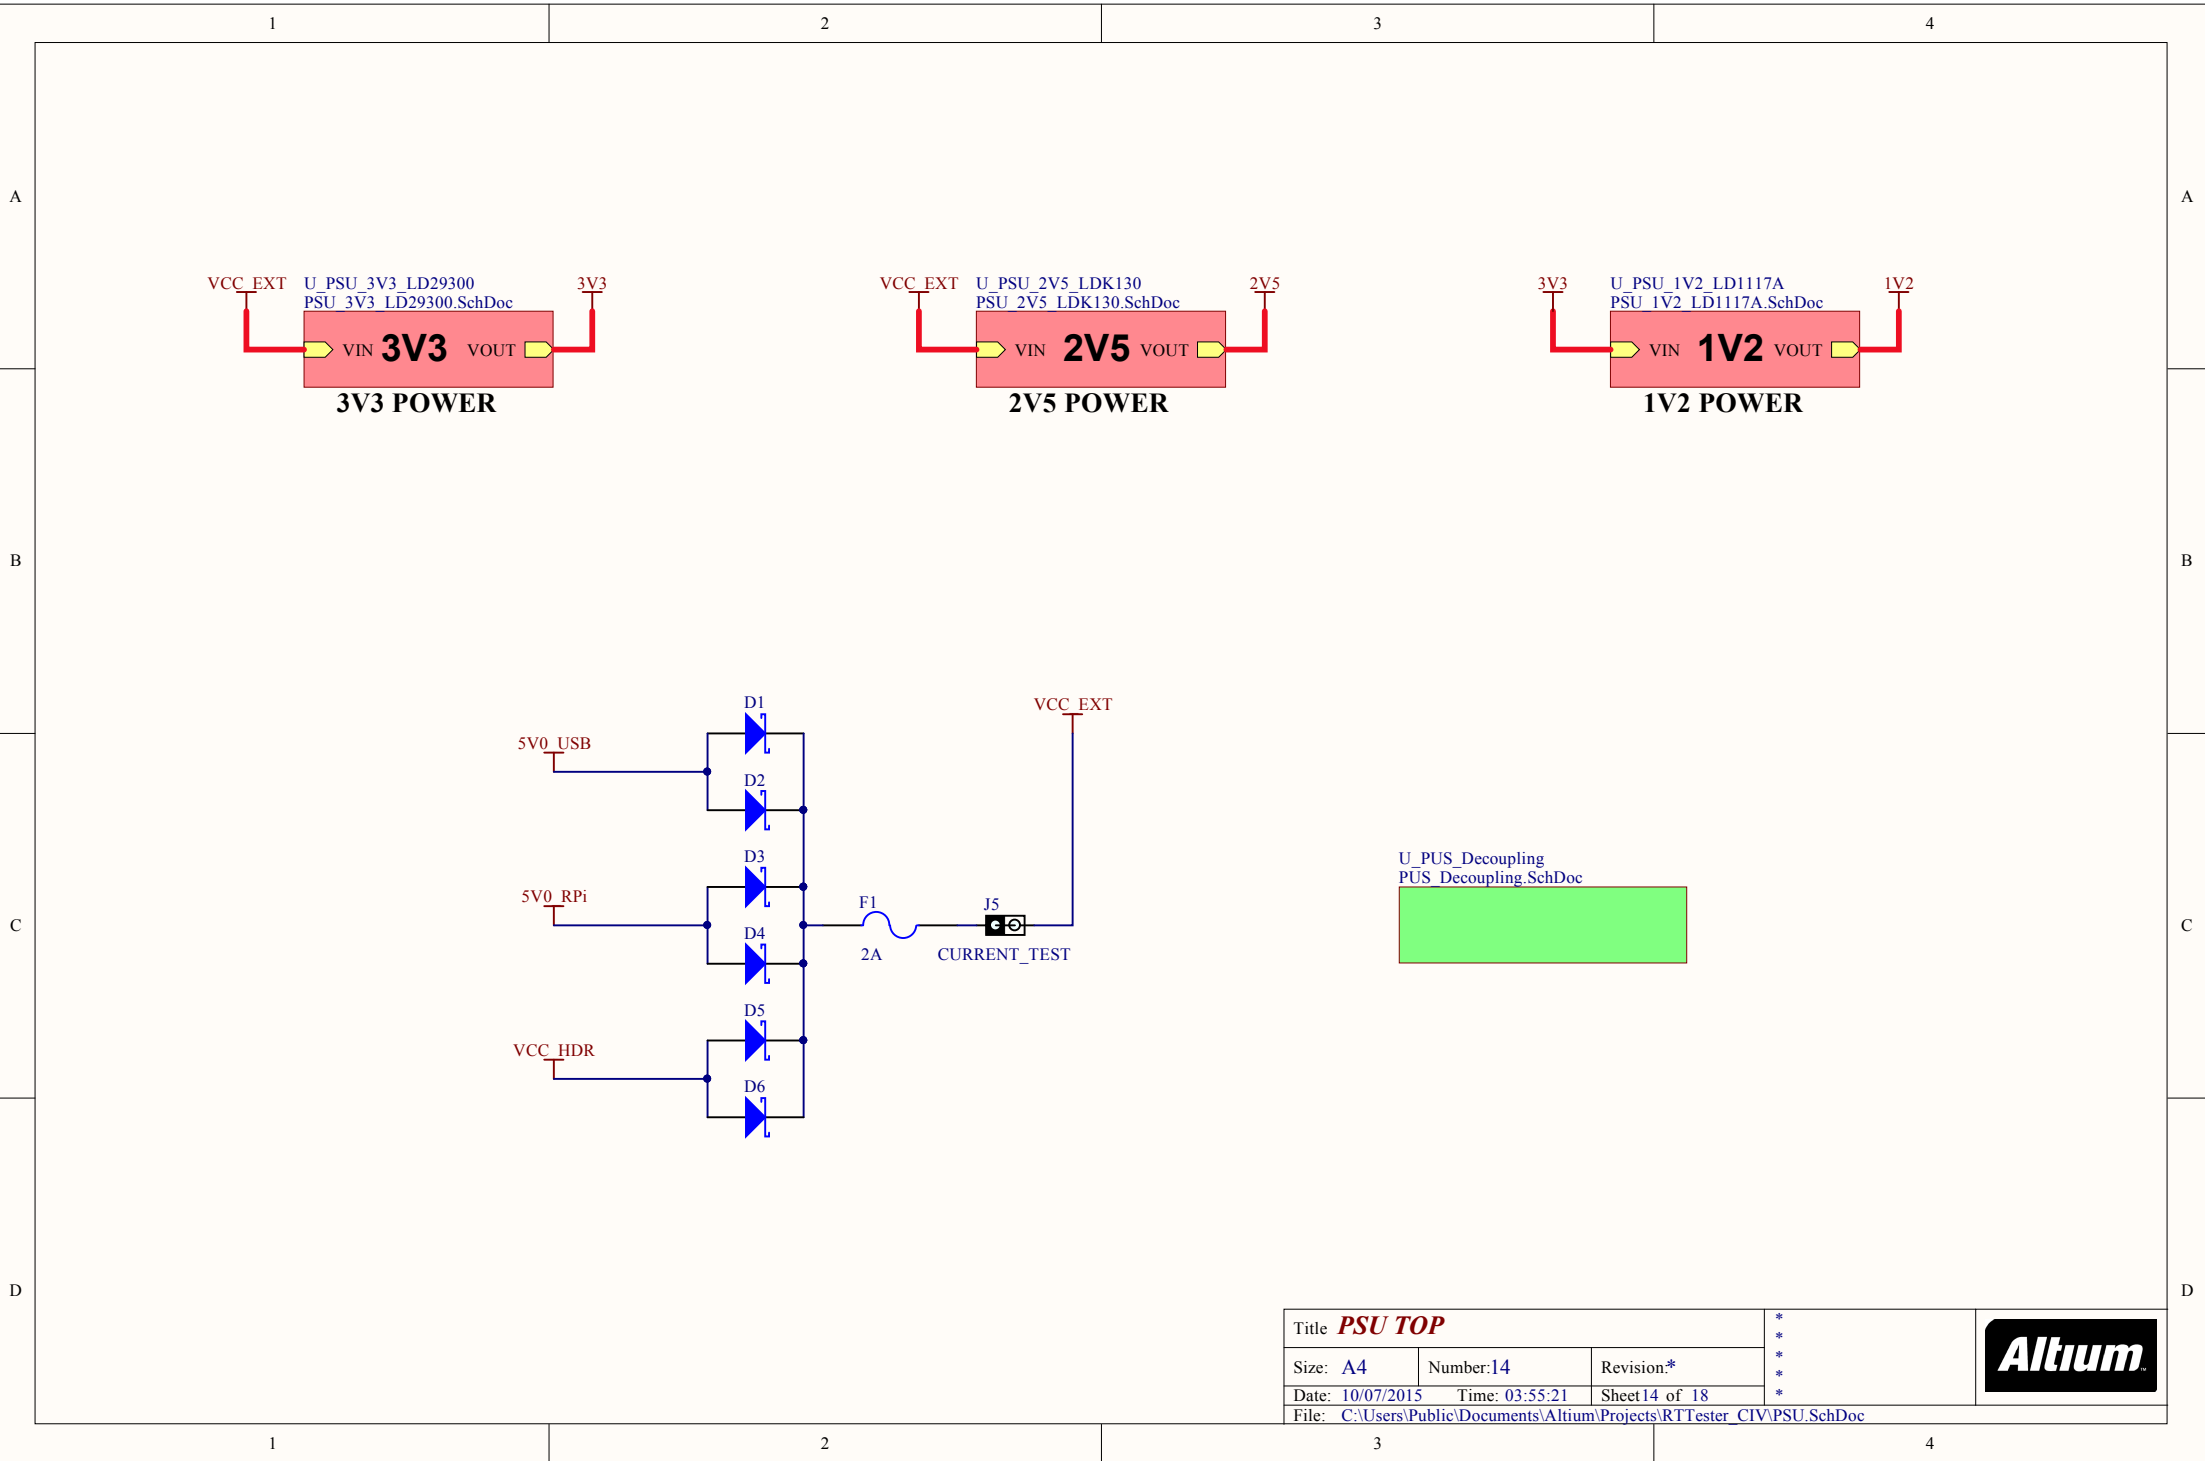 1 2 3 4
A A
VCC_EXT U_PSU_3V3_LD29300 3V3
PSU_3V3_LD29300.SchDoc
VIN 3V3 VOUT
3V3 POWER
VCC_EXT U_PSU_2V5_LDK130 2V5
PSU_2V5_LDK130.SchDoc
VIN 2V5 VOUT
2V5 POWER
3V3 U_PSU_1V2_LD1117A 1V2
PSU_1V2_LD1117A.SchDoc
VIN 1V2 VOUT
1V2 POWER
B B
D1
VCC_EXT
5V0_USB
D2
D3
U_PUS_Decoupling
PUS_Decoupling.SchDoc
5V0_RPi
F1 J5
C C
D4
2A CURRENT_TEST
D5
VCC_HDR
D6
D D
Title PSU TOP
Size: A4 Number:14 Revision:*
Date: 10/07/2015 Time: 03:55:21 Sheet14 of 18
File: C:\Users\Public\Documents\Altium\Projects\RTTester_CIV\PSU.SchDoc
*
*
*
*
*
Altium
1 2 3 4